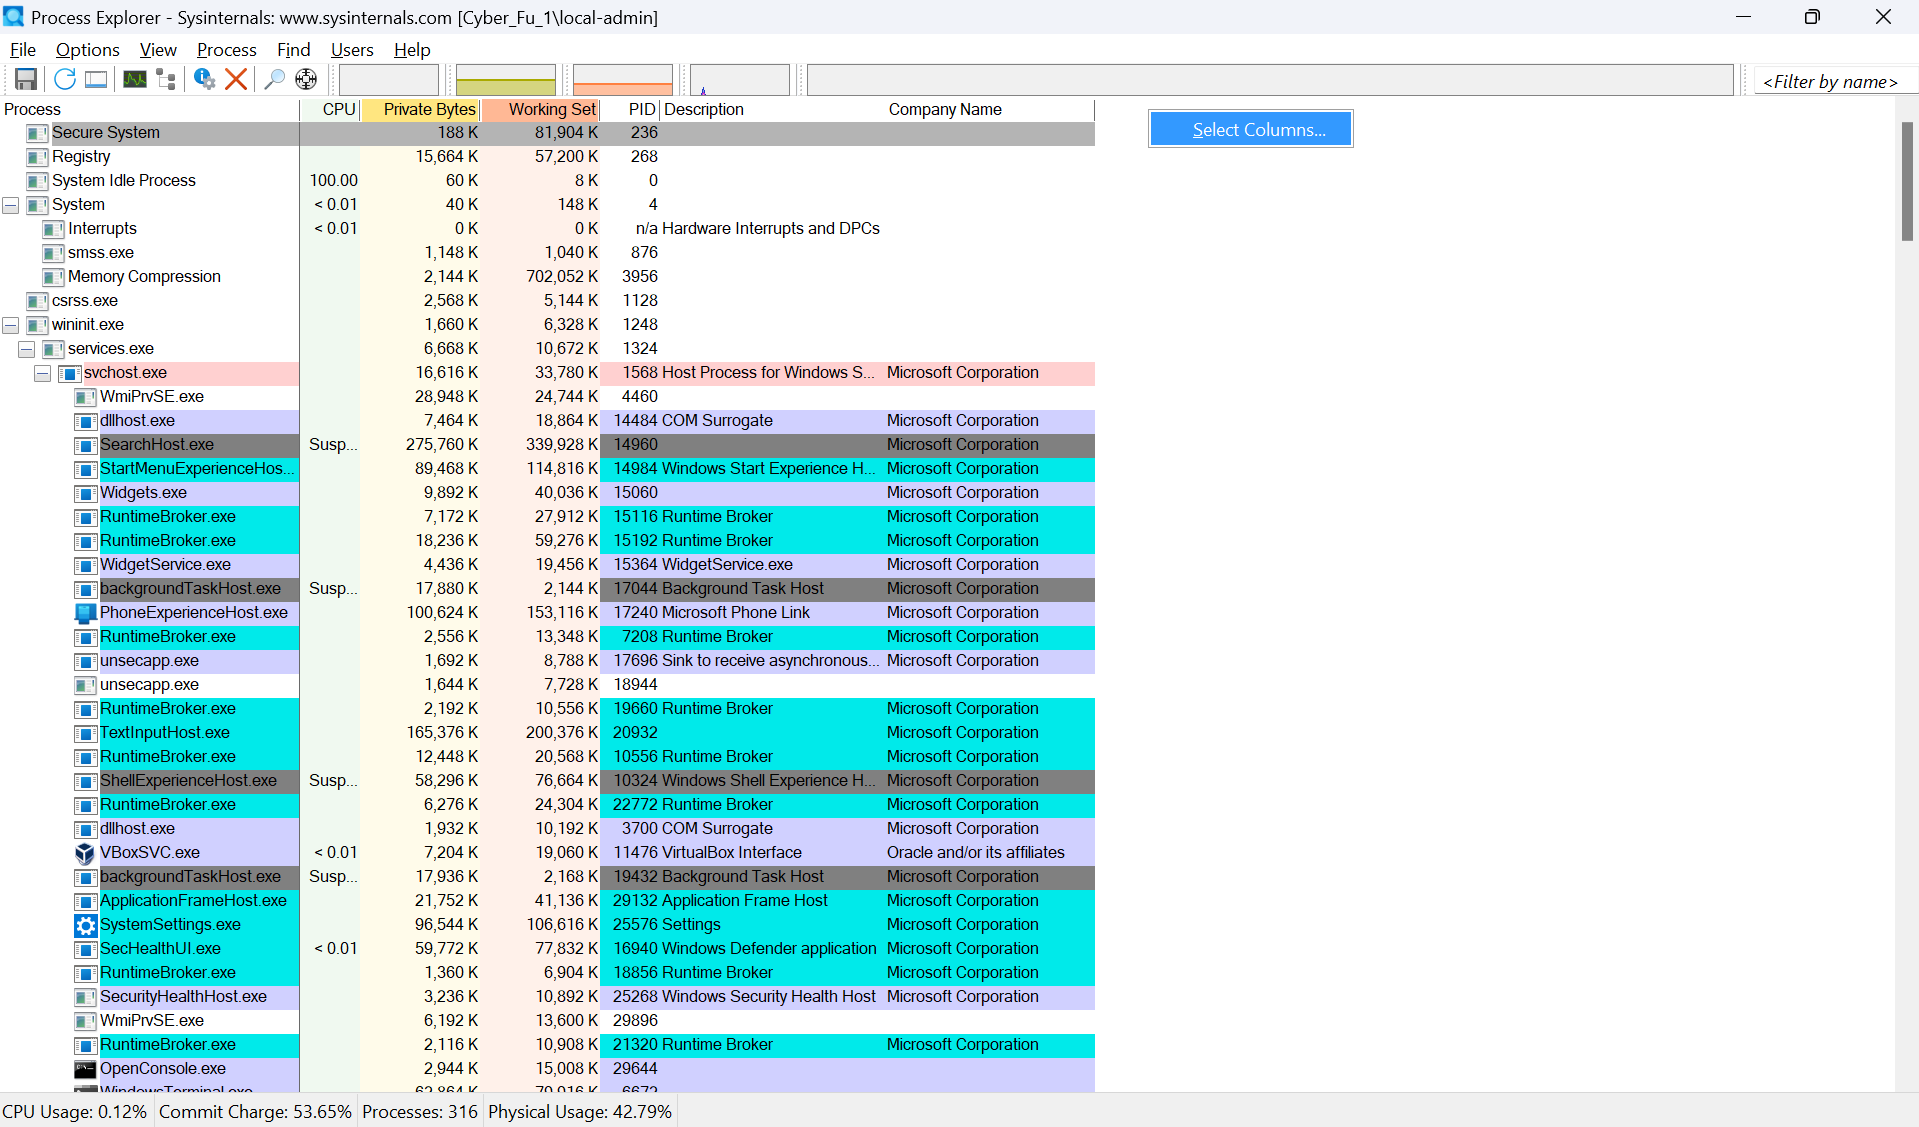 Process Explorer - Sysinternals: www.sysinternals.com [Cyber_Fu_1\local-admin]
File Options View Process Find Users Help
<Filter by name>
Process CPU Private Bytes Working Set PID Description Company Name
Secure System 188 K 81,904 K 236
Select Columns...
Registry 15,664 K 57,200 K 268
System Idle Process 100.00 60 K 8 K 0
System < 0.01 40 K 148 K 4
Interrupts < 0.01 0 K 0 K n/a Hardware Interrupts and DPCs
smss.exe 1,148 K 1,040 K 876
Memory Compression 2,144 K 702,052 K 3956
csrss.exe 2,568 K 5,144 K 1128
wininit.exe 1,660 K 6,328 K 1248
services.exe 6,668 K 10,672 K 1324
svchost.exe 16,616 K 33,780 K 1568 Host Process for Windows S... Microsoft Corporation
WmiPrvSE.exe 28,948 K 24,744 K 4460
dllhost.exe 7,464 K 18,864 K 14484 COM Surrogate Microsoft Corporation
SearchHost.exe Susp... 275,760 K 339,928 K 14960 Microsoft Corporation
StartMenuExperienceHos... 89,468 K 114,816 K 14984 Windows Start Experience H... Microsoft Corporation
Widgets.exe 9,892 K 40,036 K 15060 Microsoft Corporation
RuntimeBroker.exe 7,172 K 27,912 K 15116 Runtime Broker Microsoft Corporation
RuntimeBroker.exe 18,236 K 59,276 K 15192 Runtime Broker Microsoft Corporation
WidgetService.exe 4,436 K 19,456 K 15364 WidgetService.exe Microsoft Corporation
backgroundTaskHost.exe Susp... 17,880 K 2,144 K 17044 Background Task Host Microsoft Corporation
PhoneExperienceHost.exe 100,624 K 153,116 K 17240 Microsoft Phone Link Microsoft Corporation
RuntimeBroker.exe 2,556 K 13,348 K 7208 Runtime Broker Microsoft Corporation
unsecapp.exe 1,692 K 8,788 K 17696 Sink to receive asynchronous... Microsoft Corporation
unsecapp.exe 1,644 K 7,728 K 18944
RuntimeBroker.exe 2,192 K 10,556 K 19660 Runtime Broker Microsoft Corporation
TextInputHost.exe 165,376 K 200,376 K 20932 Microsoft Corporation
RuntimeBroker.exe 12,448 K 20,568 K 10556 Runtime Broker Microsoft Corporation
ShellExperienceHost.exe Susp... 58,296 K 76,664 K 10324 Windows Shell Experience H... Microsoft Corporation
RuntimeBroker.exe 6,276 K 24,304 K 22772 Runtime Broker Microsoft Corporation
dllhost.exe 1,932 K 10,192 K 3700 COM Surrogate Microsoft Corporation
VBoxSVC.exe < 0.01 7,204 K 19,060 K 11476 VirtualBox Interface Oracle and/or its affiliates
backgroundTaskHost.exe Susp... 17,936 K 2,168 K 19432 Background Task Host Microsoft Corporation
ApplicationFrameHost.exe 21,752 K 41,136 K 29132 Application Frame Host Microsoft Corporation
SystemSettings.exe 96,544 K 106,616 K 25576 Settings Microsoft Corporation
SecHealthUI.exe < 0.01 59,772 K 77,832 K 16940 Windows Defender application Microsoft Corporation
RuntimeBroker.exe 1,360 K 6,904 K 18856 Runtime Broker Microsoft Corporation
SecurityHealthHost.exe 3,236 K 10,892 K 25268 Windows Security Health Host Microsoft Corporation
WmiPrvSE.exe 6,192 K 13,600 K 29896
RuntimeBroker.exe 2,116 K 10,908 K 21320 Runtime Broker Microsoft Corporation
OpenConsole.exe 2,944 K 15,008 K 29644
WindowsTerminal.exe 62,864 K 79,916 K 6672
CPU Usage: 0.12% Commit Charge: 53.65% Processes: 316 Physical Usage: 42.79%